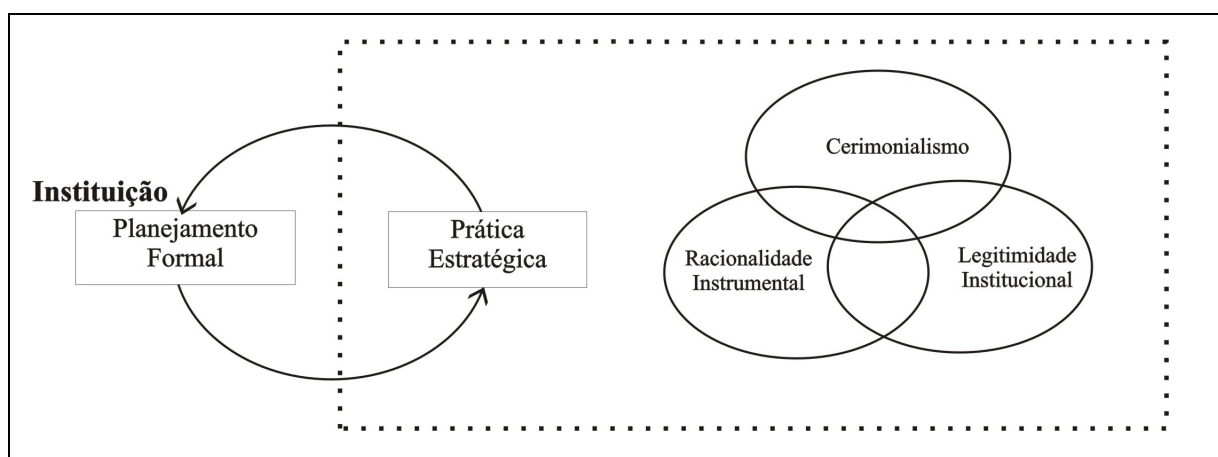 Instituição
Planejamento
Formal
Prática
Estratégica
Cerimonialismo
Racionalidade
Instrumental
Legitimidade
Institucional